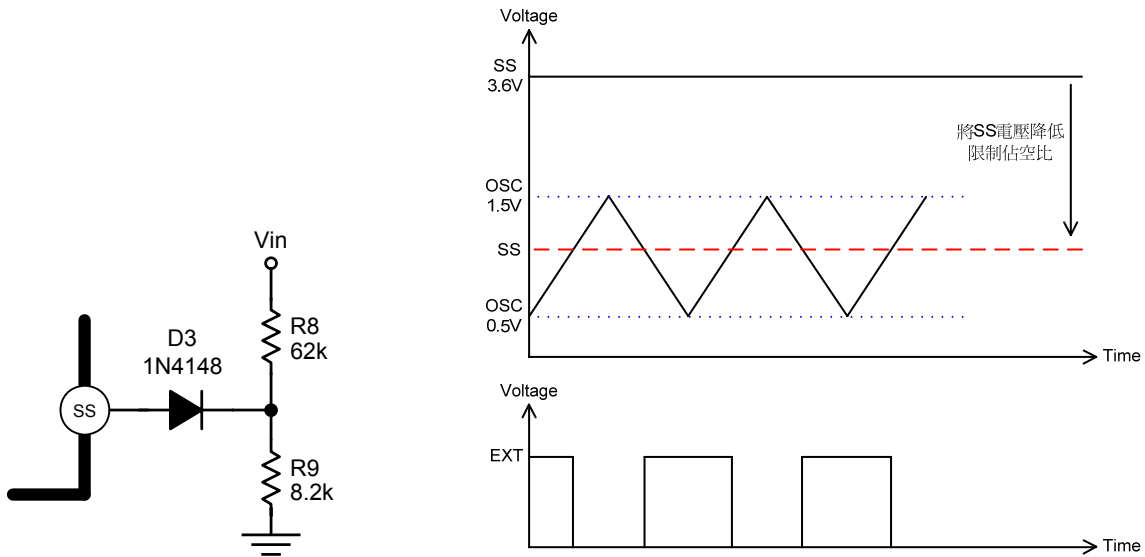 Vin
R8
62k
D3
1N4148
SS
R9
8.2k
Voltage
SS
3.6V
將SS電壓降低
限制佔空比
OSC
1.5V
SS
OSC
0.5V
Time
Voltage
EXT
Time